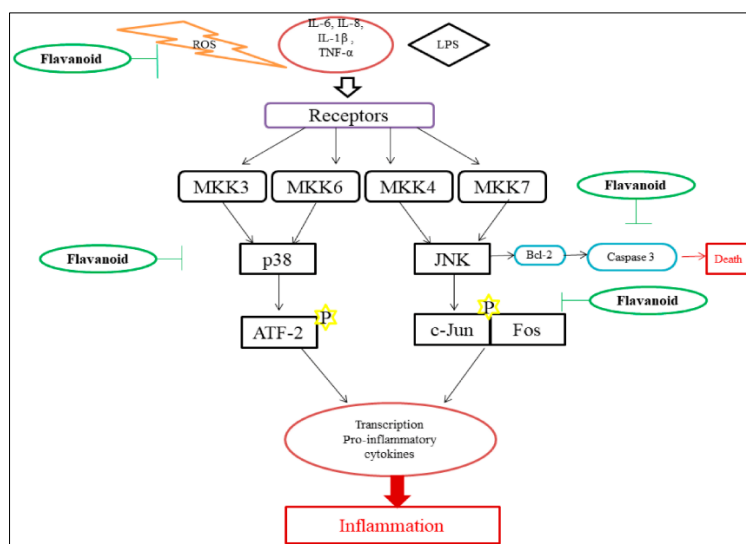 ROS
IL-6, IL-8,
IL-1β ,
TNF-α
LPS
Flavanoid
Receptors
MKK3
MKK6
MKK4
MKK7
Flavanoid
Flavanoid
p38
JNK
Bcl-2
Caspase 3
Death
Flavanoid
ATF-2
P
c-Jun
P
Fos
Transcription
Pro-inflammatory
cytokines
Inflammation